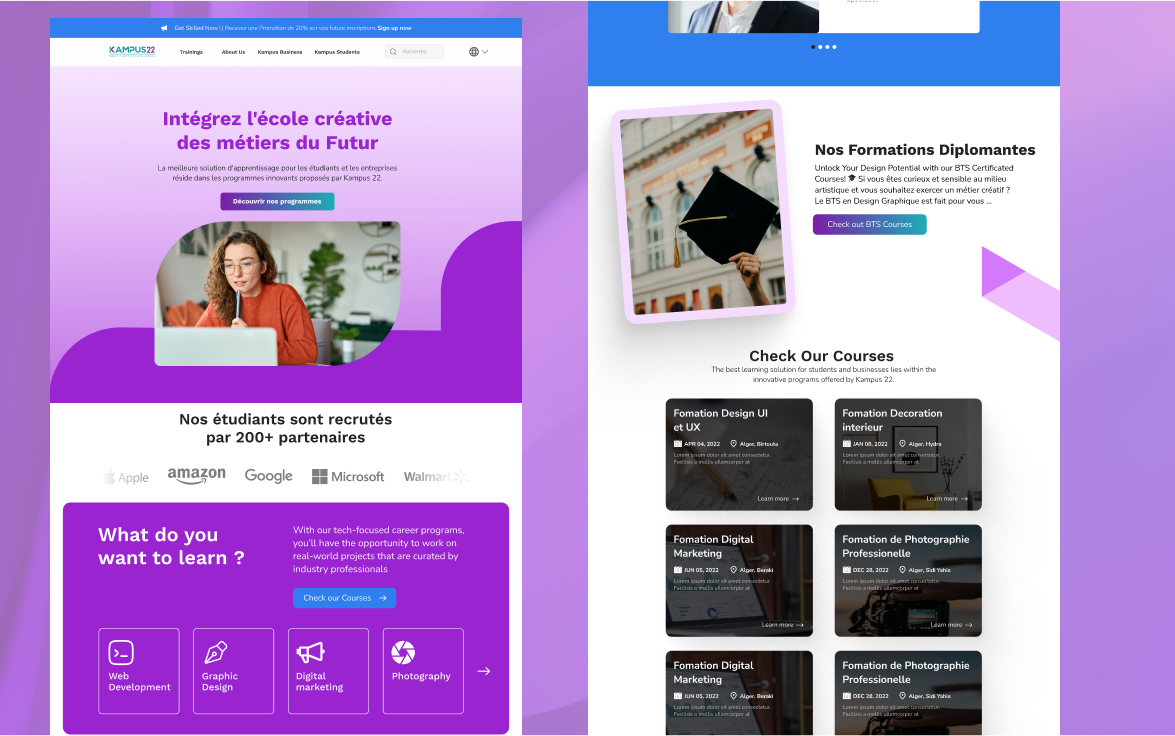 Get Skilled Now ! | Recevez une Promotion de 20% sur vos future inscriptions Sign up now
KAMPUS22
Trainings
About Us
Kampus Business
Kampus Students
Recherche
Intégrez l'école créative
des métiers du Futur
La meilleure solution d'apprentissage pour les étudiants et les entreprises
réside dans les programmes innovants proposés par Kampus 22.
Découvrir nos programmes
Nos étudiants sont recrutés
par 200+ partenaires
Apple
amazon
Google
Microsoft
Walmart
What do you
want to learn ?
With our tech-focused career programs,
you'll have the opportunity to work on
real-world projects that are curated by
industry professionals
Check our Courses
Web
Development
Graphic
Design
Digital
marketing
Photography
Nos Formations Diplomantes
Unlock Your Design Potential with our BTS Certificated
Courses! 🎓 Si vous êtes curieux et sensible au milieu
artistique et vous souhaitez exercer un métier créatif ?
Le BTS en Design Graphique est fait pour vous ...
Check out BTS Courses
Check Our Courses
The best learning solution for students and businesses lies within the
innovative programs offered by Kampus 22.
Fomation Design UI
et UX
APR 04, 2022 Alger, Birtouta
Lorem ipsum dolor sit amet consectetur.
Facilisis a mollis ullamcorper at
Learn more
Fomation Decoration
interieur
JAN 08, 2022 Alger, Hydra
Lorem ipsum dolor sit amet consectetur.
Facilisis a mollis ullamcorper at
Learn more
Fomation Digital
Marketing
JUN 05, 2022 Alger, Beraki
Lorem ipsum dolor sit amet consectetur.
Facilisis a mollis ullamcorper at
Learn more
Fomation de Photographie
Professionelle
DEC 28, 2022 Alger, Sidi Yahia
Lorem ipsum dolor sit amet consectetur.
Facilisis a mollis ullamcorper at
Learn more
Fomation Digital
Marketing
JUN 05, 2022 Alger, Beraki
Lorem ipsum dolor sit amet consectetur.
Facilisis a mollis ullamcorper at
Fomation de Photographie
Professionelle
DEC 28, 2022 Alger, Sidi Yahia
Lorem ipsum dolor sit amet consectetur.
Facilisis a mollis ullamcorper at